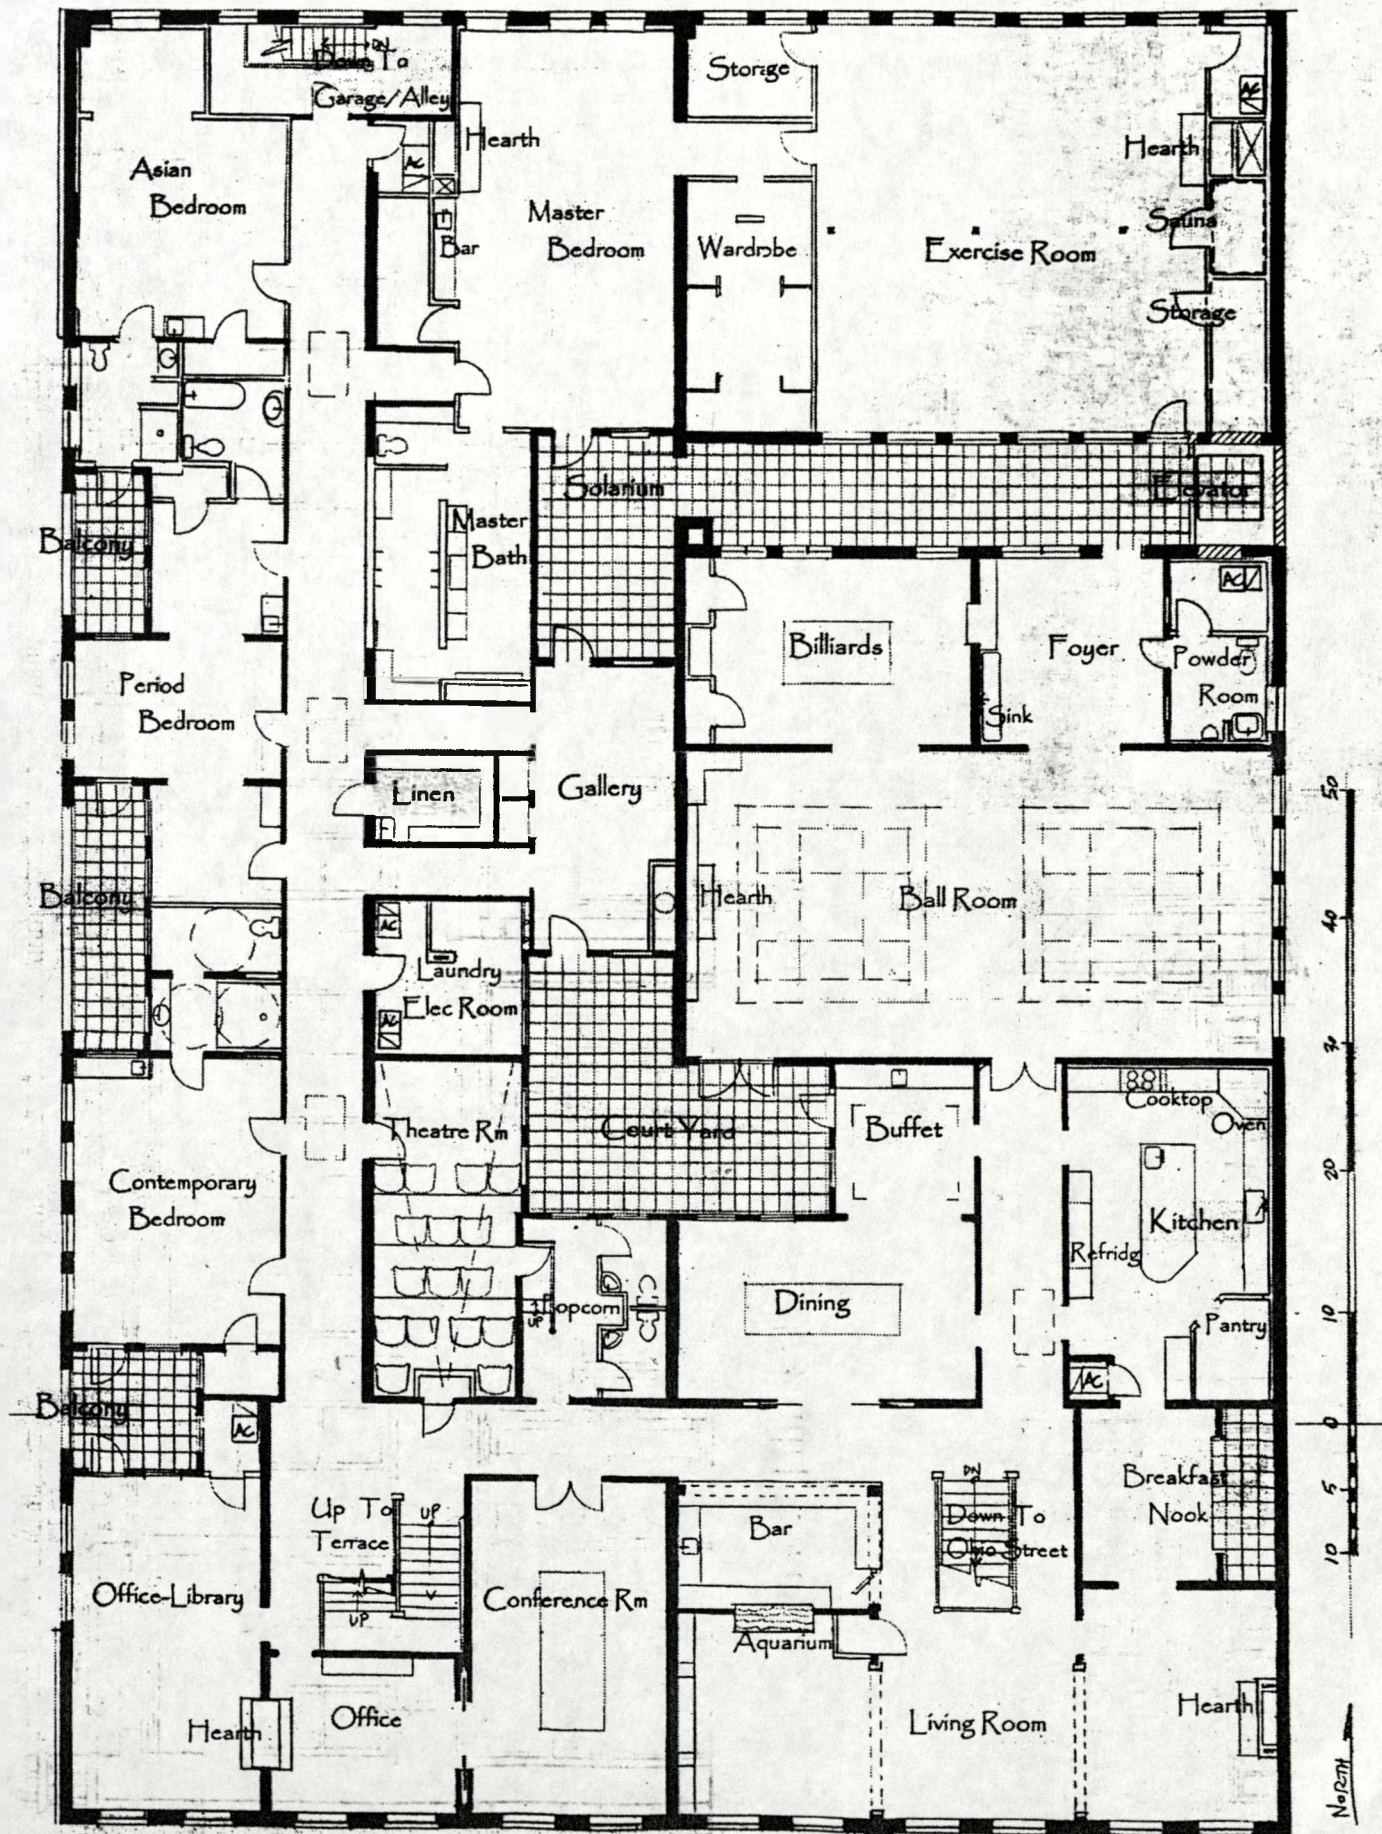 DN
Down To
Garage/Alley
Storage
AC
Hearth
AC
Hearth
Asian
Bedroom
Master
Bedroom
Bar
Wardrobe
Sauna
Exercise Room
Storage
Solarium
Elevator
Master
Bath
Balcony
AC
Billiards
Foyer
Powder
Room
Sink
Period
Bedroom
Linen
Gallery
50
Balcony
Hearth
Ball Room
40
AC
Laundry
Elec Room
AC
30
Theatre Rm
Court Yard
Buffet
Cooktop
Oven
20
Contemporary
Bedroom
Kitchen
Refridg
Popcorn
UP
Dining
Pantry
10
AC
Balcony
AC
0
Breakfast
Nook
5
Up To
Terrace
UP
UP
Bar
DN
Down To
Ohio Street
10
Office-Library
Conference Rm
Aquarium
Hearth
Office
Living Room
Hearth
NORTH